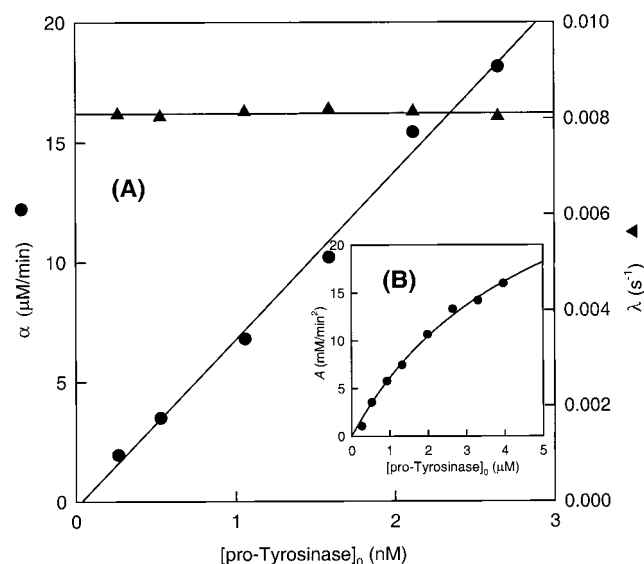 20
0.010
15
0.008
(A)
0.006
α (μM/min)
10
λ (s⁻¹)
20
(B)
15
0.004
A (mM/min²)
10
5
5
0.002
0
0 1 2 3 4 5
[pro-Tyrosinase]₀ (μM)
0
0.000
0 1 2 3
[pro-Tyrosinase]₀ (nM)